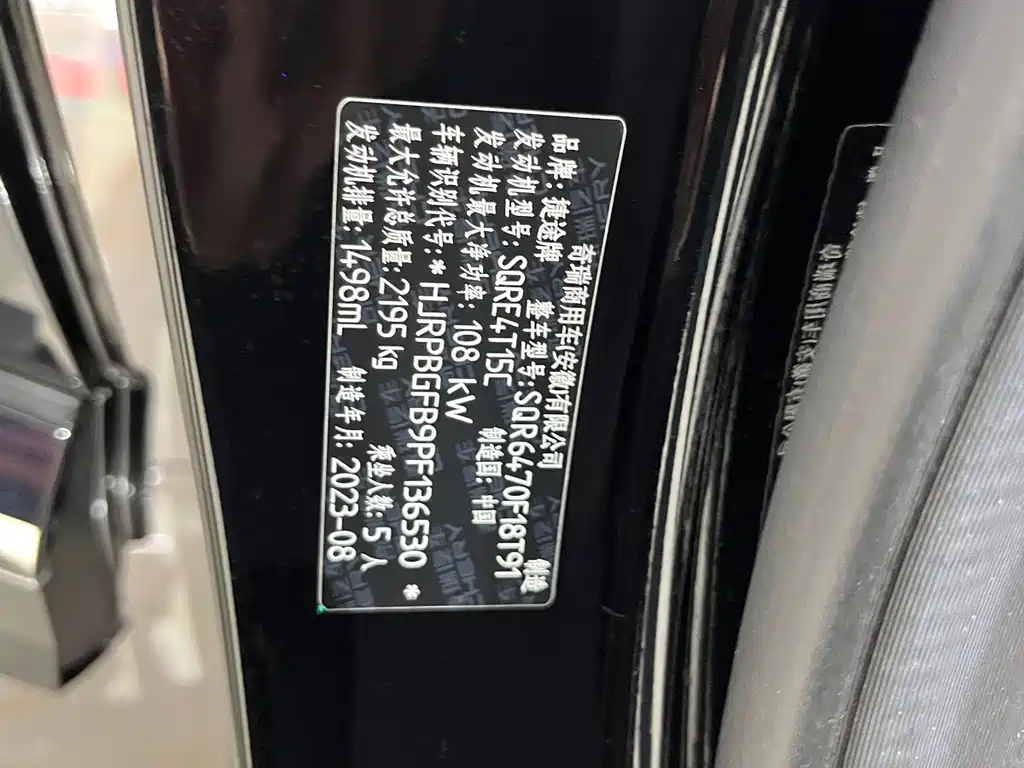 奇瑞商用车(安徽)有限公司 制造
品牌:捷途牌 整车型号:SQR6470F18T91
发动机型号:SQRE4T15C 制造国:中国
发动机最大净功率:108 kW
车辆识别代号:*HJRPBGFB9PF136530*
最大允许总质量:2195kg 乘坐人数:5人
发动机排量:1498mL 制造年月:2023-08